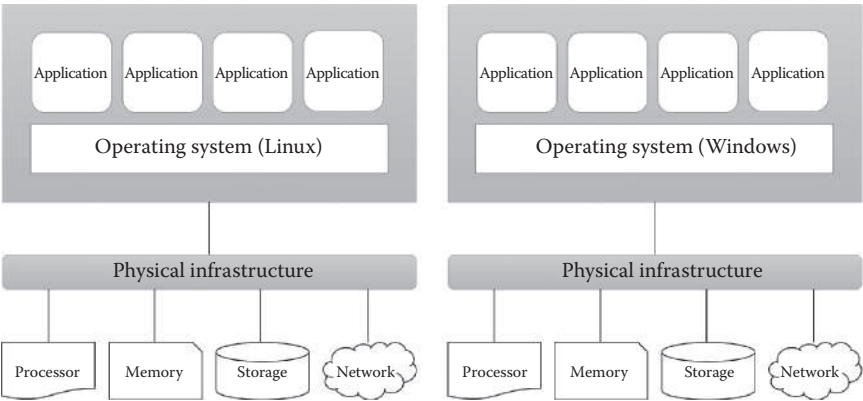 Application Application Application Application
Operating system (Linux)
Physical infrastructure
Processor Memory Storage Network
Application Application Application Application
Operating system (Windows)
Physical infrastructure
Processor Memory Storage Network